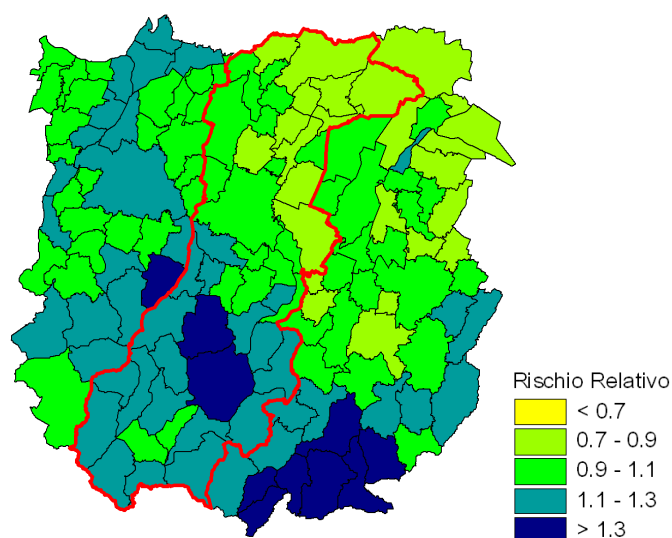 Rischio Relativo
< 0.7
0.7 - 0.9
0.9 - 1.1
1.1 - 1.3
> 1.3